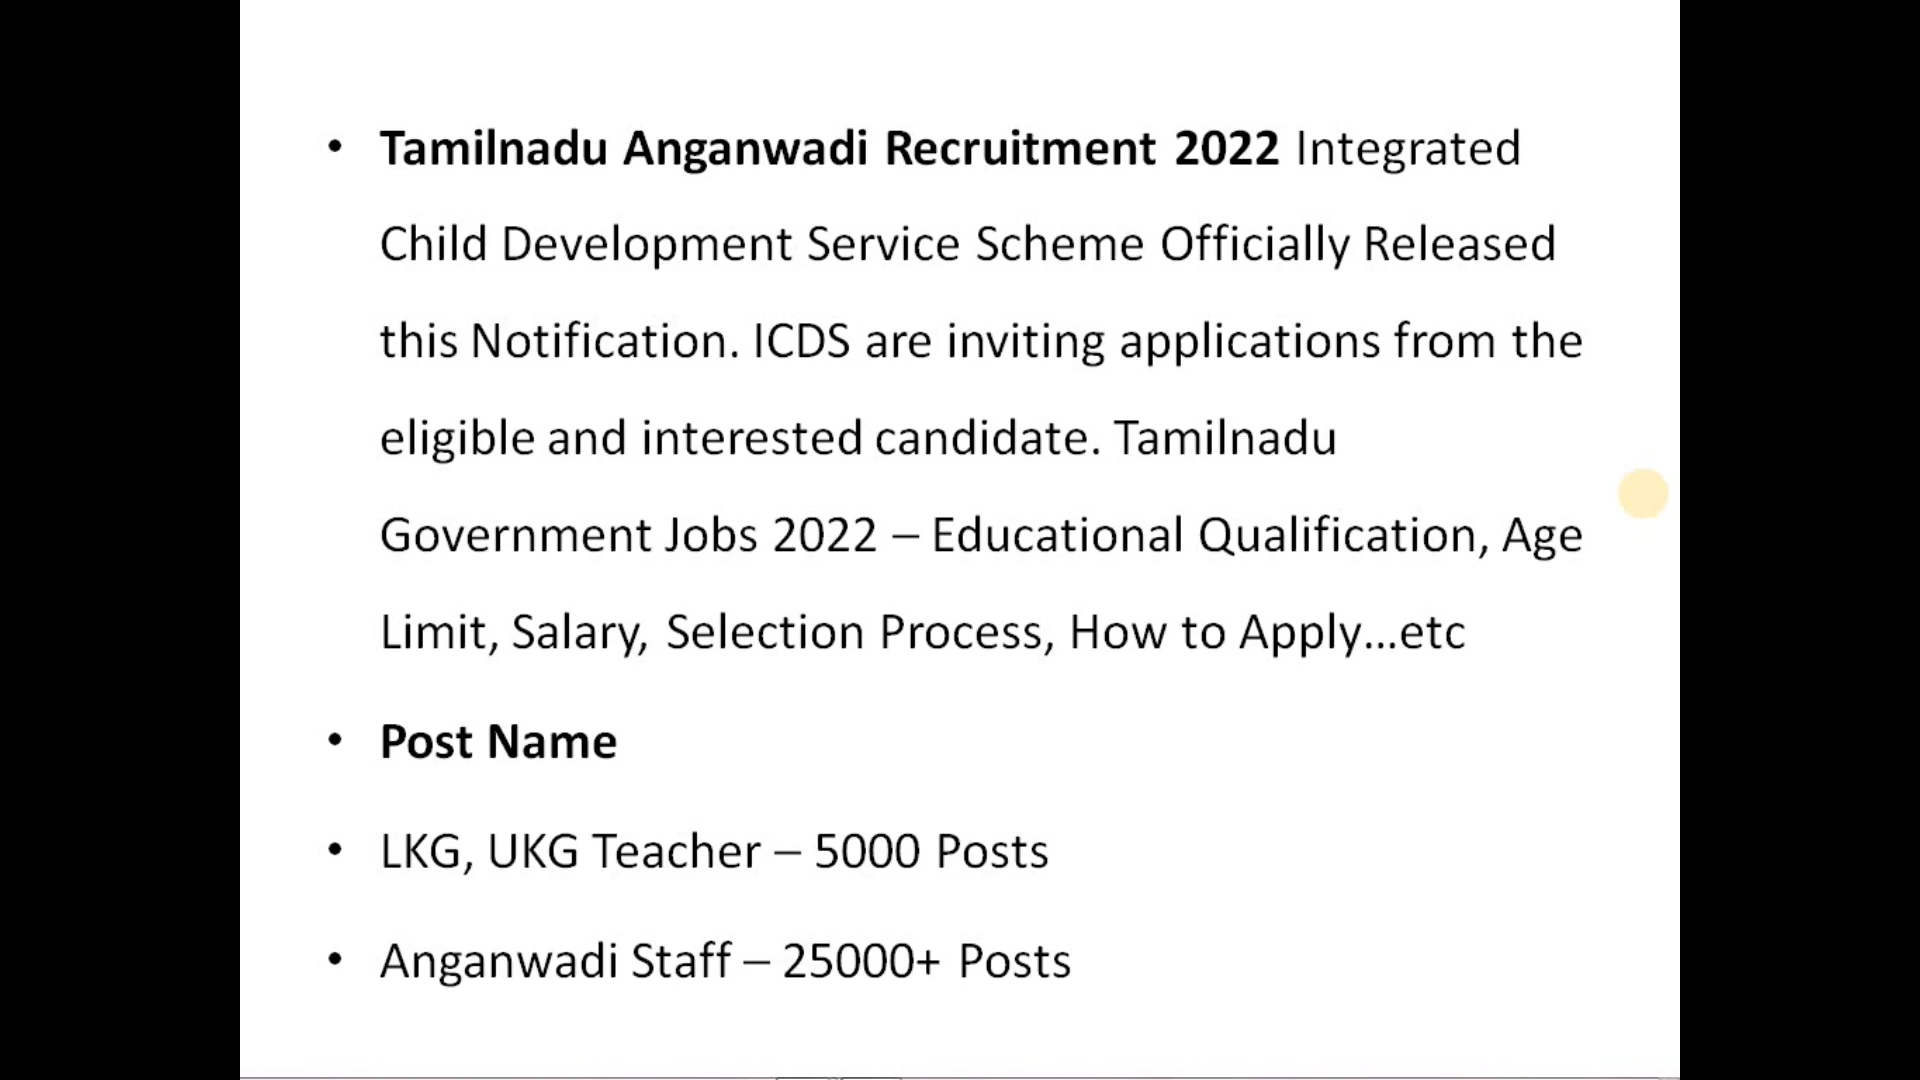 • Tamilnadu Anganwadi Recruitment 2022 Integrated
Child Development Service Scheme Officially Released
this Notification. ICDS are inviting applications from the
eligible and interested candidate. Tamilnadu
Government Jobs 2022 – Educational Qualification, Age
Limit, Salary, Selection Process, How to Apply...etc
• Post Name
• LKG, UKG Teacher – 5000 Posts
• Anganwadi Staff – 25000+ Posts